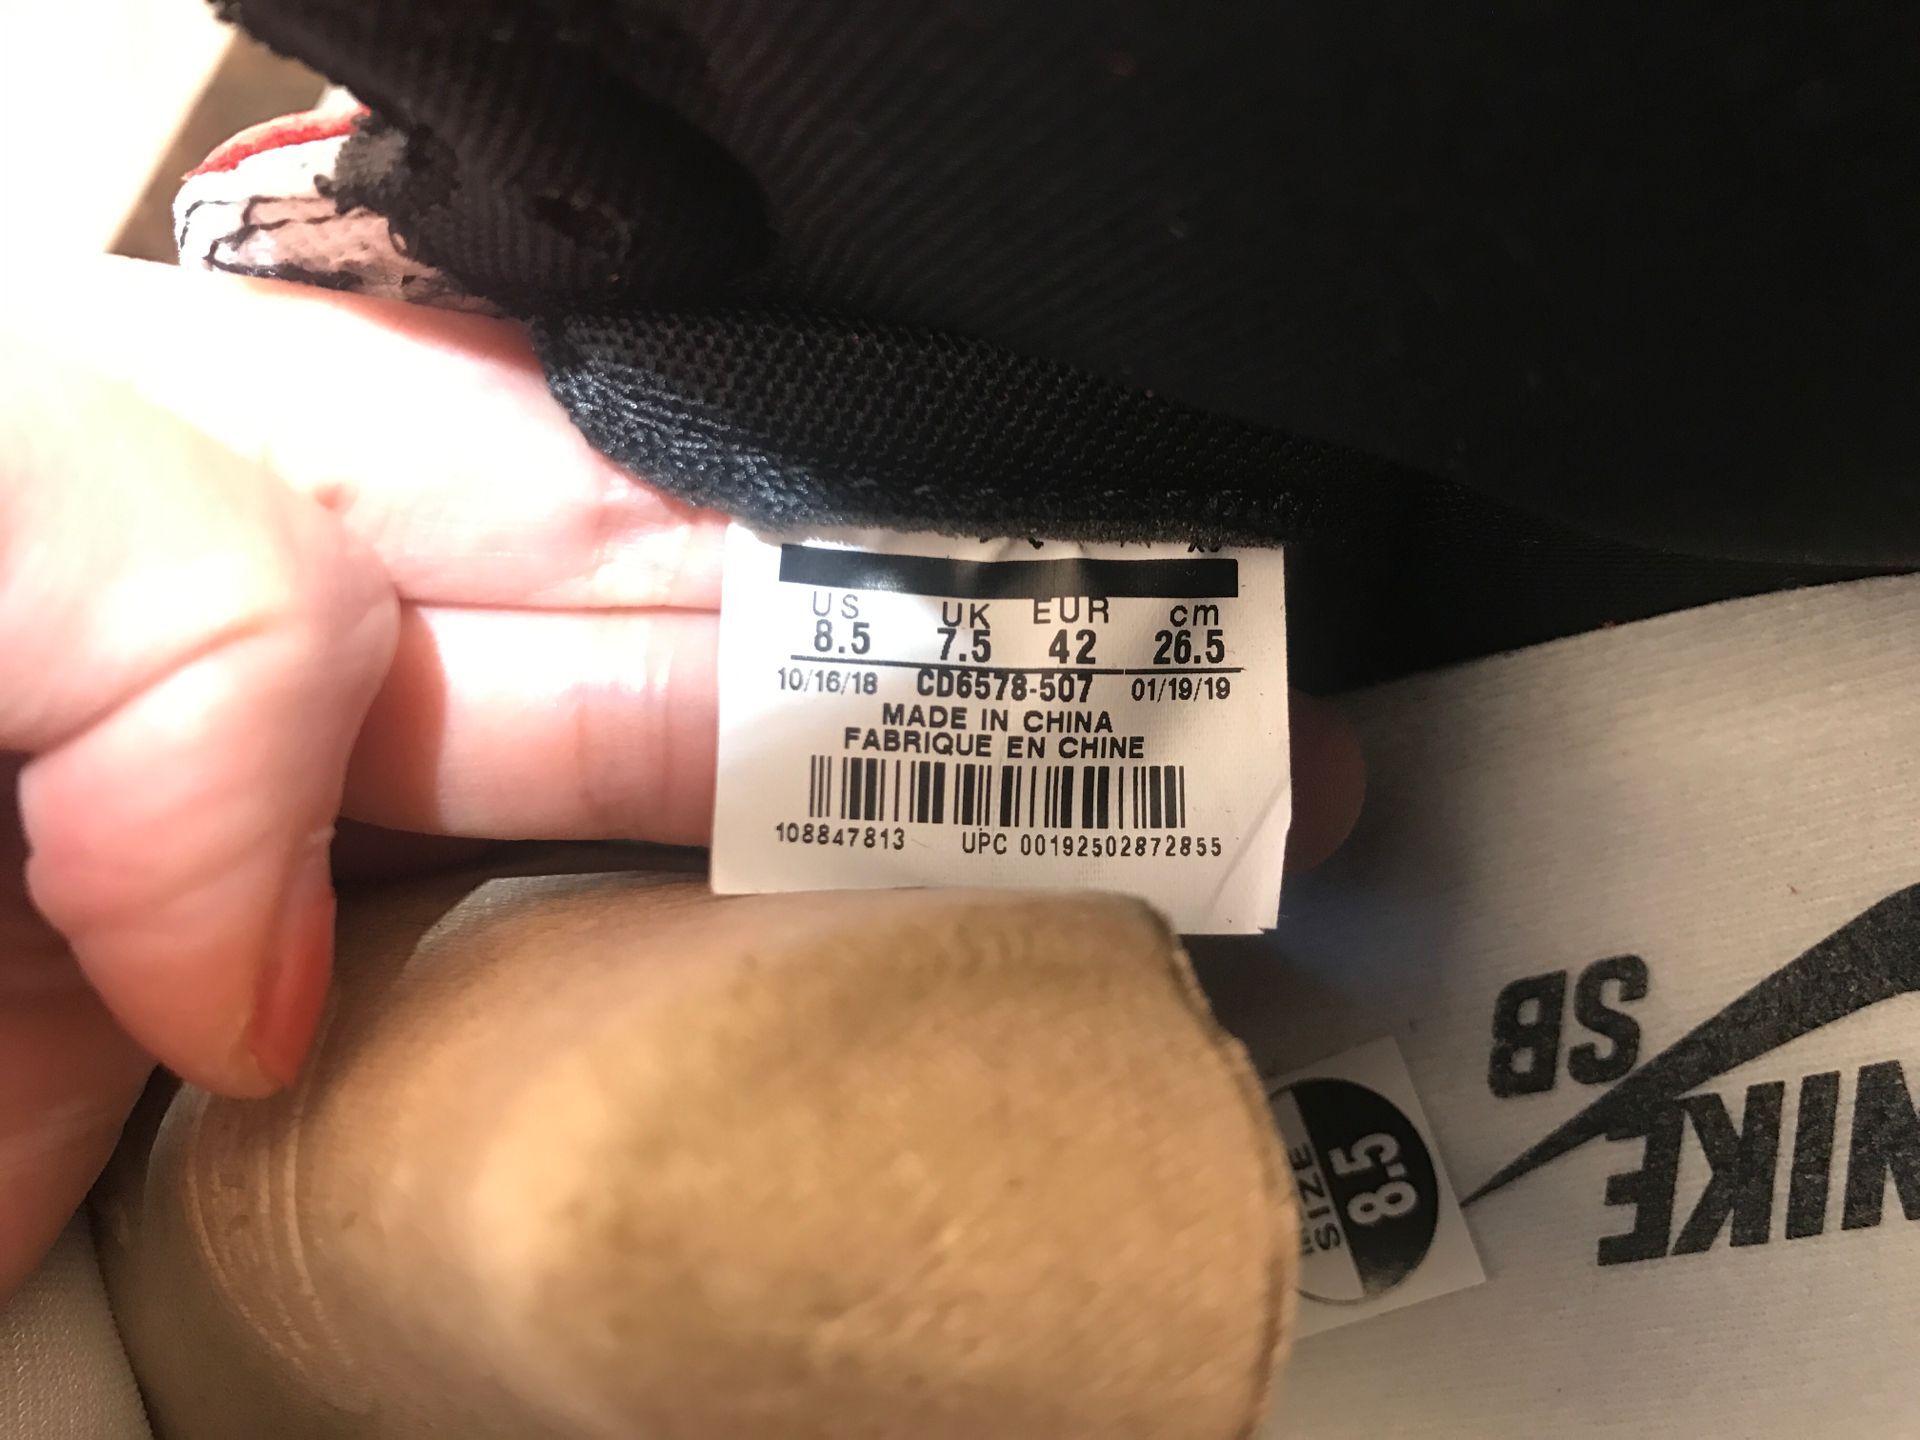 US UK EUR cm
8.5 7.5 42 26.5
10/16/18 CD6578-507 01/19/19
MADE IN CHINA
FABRIQUE EN CHINE
108847813 UPC 00192502872855
SB
NIKE
SIZE
8.5